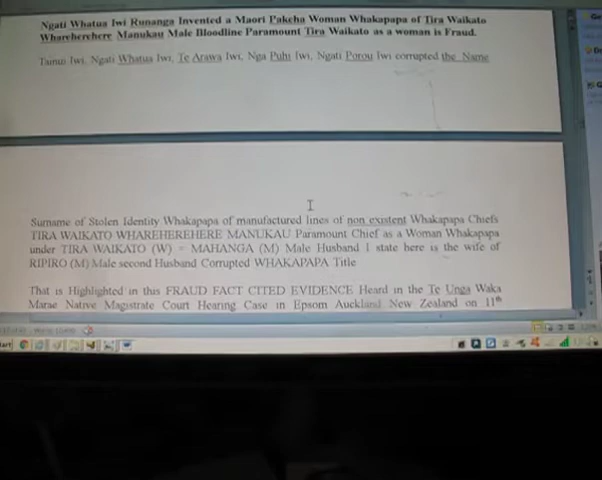 Ngati Whatua Iwi Runanga Invented a Maori Pakeha Woman Whakapapa of Tira Waikato
Whareherehere Manukau Male Bloodline Paramount Tira Waikato as a woman is Fraud.
Iwi, Ngati Whatua Iwi, Te Arawa Iwi, Nga Puhi Iwi, Ngati Porou Iwi corrupted the Name
Surname of Stolen Identity Whakapapa of manufactured lines of non existent Whakapapa Chiefs
TIRA WAIKATO WHAREHEREHERE MANUKAU Paramount Chief as a Woman Whakapapa
under TIRA WAIKATO (W) = MAHANGA (M) Male Husband I state here is the wife of
RIPIRO (M) Male second Husband Corrupted WHAKAPAPA Title
That is Highlighted in this FRAUD FACT CITED EVIDENCE Heard in the Te Unga Waka
Marae Native Magistrate Court Hearing Case in Epsom Auckland New Zealand on 11th